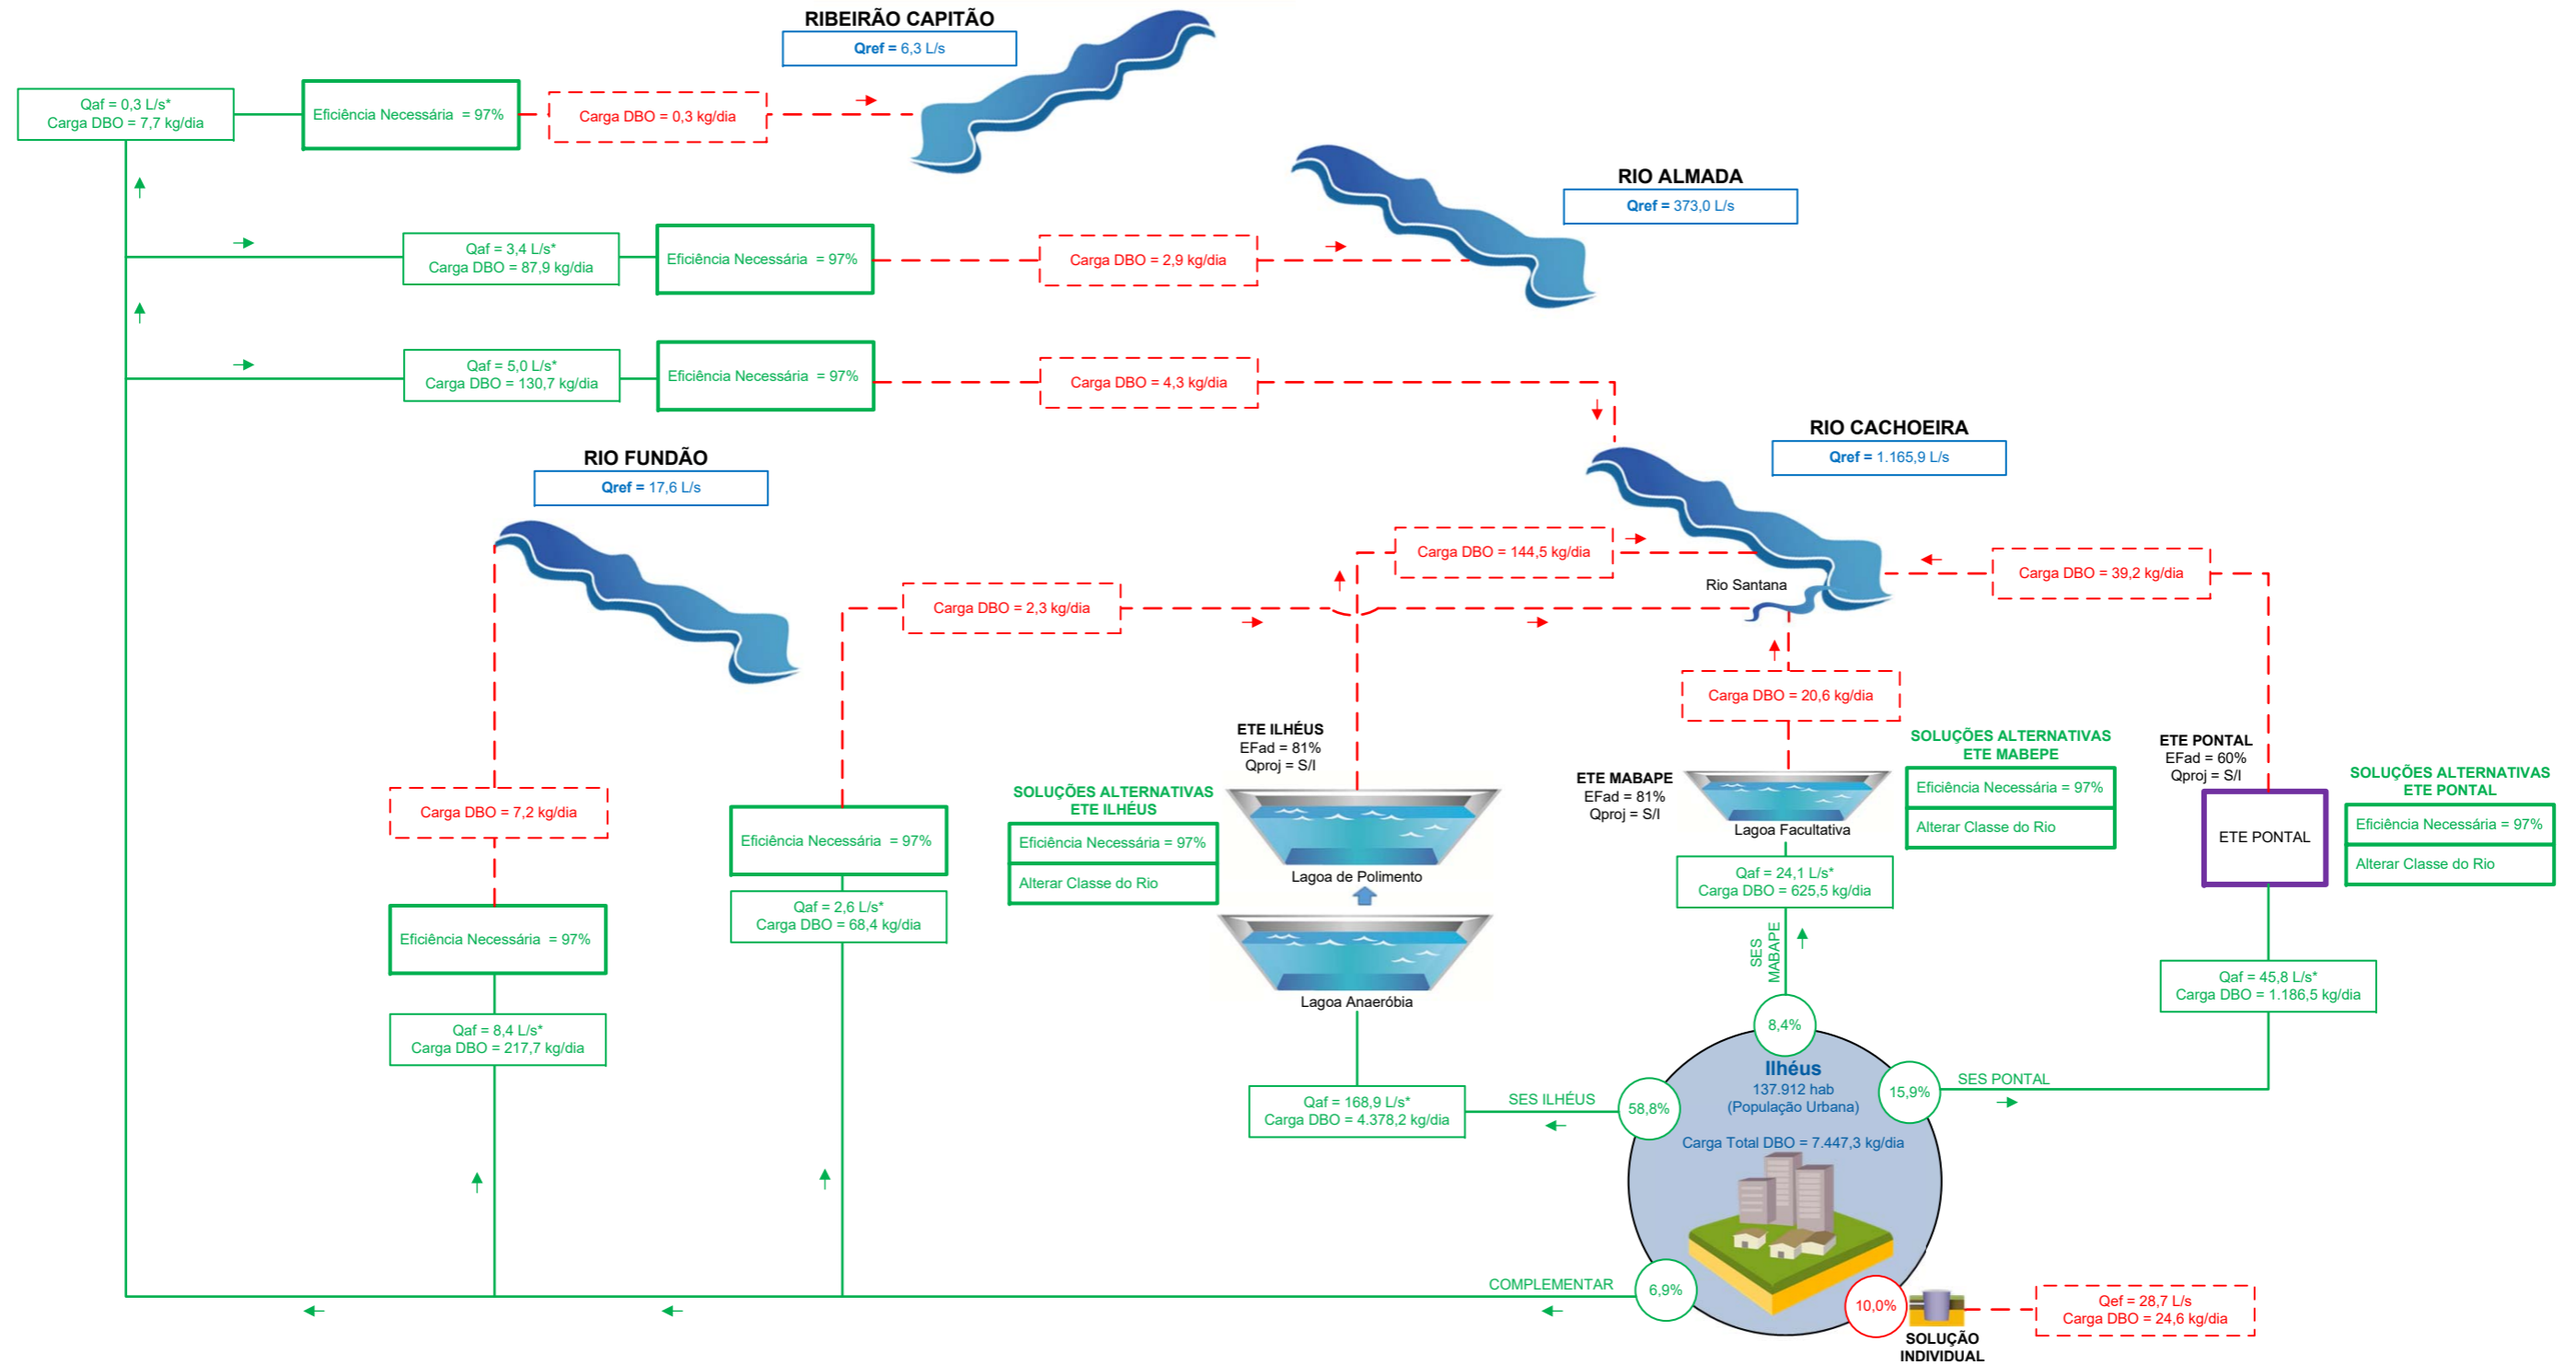 RIBEIRÃO CAPITÃO
Qref = 6,3 L/s
Qaf = 0,3 L/s*
Carga DBO = 7,7 kg/dia
Eficiência Necessária = 97%
Carga DBO = 0,3 kg/dia
RIO ALMADA
Qref = 373,0 L/s
Qaf = 3,4 L/s*
Carga DBO = 87,9 kg/dia
Eficiência Necessária = 97%
Carga DBO = 2,9 kg/dia
Qaf = 5,0 L/s*
Carga DBO = 130,7 kg/dia
Eficiência Necessária = 97%
Carga DBO = 4,3 kg/dia
RIO CACHOEIRA
Qref = 1.165,9 L/s
RIO FUNDÃO
Qref = 17,6 L/s
Carga DBO = 144,5 kg/dia
Rio Santana
Carga DBO = 39,2 kg/dia
Carga DBO = 2,3 kg/dia
Carga DBO = 20,6 kg/dia
Carga DBO = 7,2 kg/dia
Eficiência Necessária = 97%
Qaf = 8,4 L/s*
Carga DBO = 217,7 kg/dia
Eficiência Necessária = 97%
Qaf = 2,6 L/s*
Carga DBO = 68,4 kg/dia
SOLUÇÕES ALTERNATIVAS
ETE ILHÉUS
Eficiência Necessária = 97%
Alterar Classe do Rio
ETE ILHÉUS
EFad = 81%
Qproj = S/I
Lagoa de Polimento
Lagoa Anaeróbia
Qaf = 168,9 L/s*
Carga DBO = 4.378,2 kg/dia
SES ILHÉUS
58,8%
ETE MABAPE
EFad = 81%
Qproj = S/I
Lagoa Facultativa
SOLUÇÕES ALTERNATIVAS
ETE MABEPE
Eficiência Necessária = 97%
Alterar Classe do Rio
Qaf = 24,1 L/s*
Carga DBO = 625,5 kg/dia
SES
MABAPE
8,4%
ETE PONTAL
EFad = 60%
Qproj = S/I
ETE PONTAL
SOLUÇÕES ALTERNATIVAS
ETE PONTAL
Eficiência Necessária = 97%
Alterar Classe do Rio
Qaf = 45,8 L/s*
Carga DBO = 1.186,5 kg/dia
SES PONTAL
15,9%
Ilhéus
137.912 hab
(População Urbana)
Carga Total DBO = 7.447,3 kg/dia
COMPLEMENTAR
6,9%
10,0%
SOLUÇÃO
INDIVIDUAL
Qef = 28,7 L/s
Carga DBO = 24,6 kg/dia